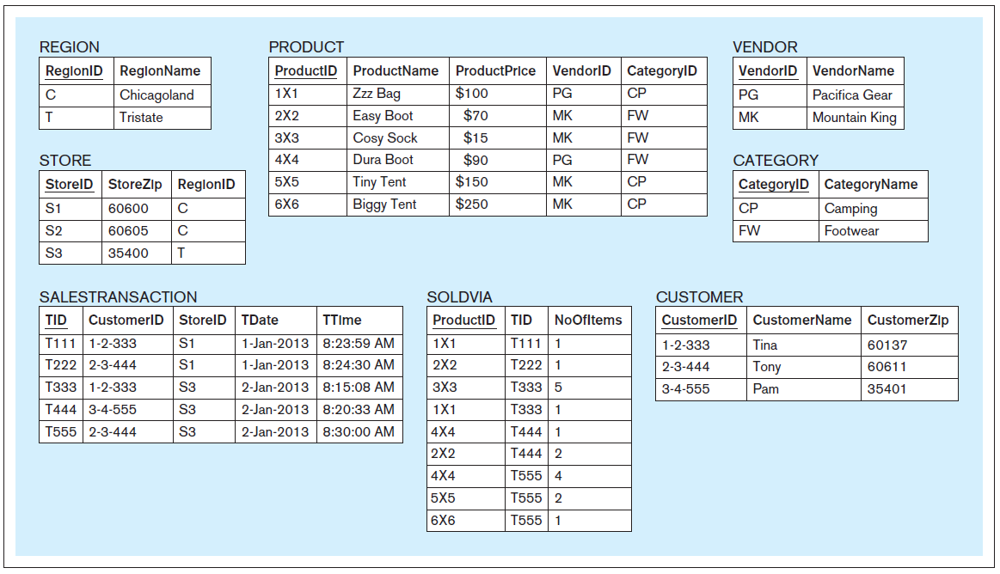 REGION
RegionID RegionName
C Chicagoland
T Tristate
STORE
StoreID StoreZip RegionID
S1 60600 C
S2 60605 C
S3 35400 T
PRODUCT
ProductID ProductName ProductPrice VendorID CategoryID
1X1 Zzz Bag $100 PG CP
2X2 Easy Boot $70 MK FW
3X3 Cosy Sock $15 MK FW
4X4 Dura Boot $90 PG FW
5X5 Tiny Tent $150 MK CP
6X6 Biggy Tent $250 MK CP
VENDOR
VendorID VendorName
PG Pacifica Gear
MK Mountain King
CATEGORY
CategoryID CategoryName
CP Camping
FW Footwear
SALESTRANSACTION
TID CustomerID StoreID TDate TTime
T111 1-2-333 S1 1-Jan-2013 8:23:59 AM
T222 2-3-444 S1 1-Jan-2013 8:24:30 AM
T333 1-2-333 S3 2-Jan-2013 8:15:08 AM
T444 3-4-555 S3 2-Jan-2013 8:20:33 AM
T555 2-3-444 S3 2-Jan-2013 8:30:00 AM
SOLDVIA
ProductID TID NoOfItems
1X1 T111 1
2X2 T222 1
3X3 T333 5
1X1 T333 1
4X4 T444 1
2X2 T444 2
4X4 T555 4
5X5 T555 2
6X6 T555 1
CUSTOMER
CustomerID CustomerName CustomerZip
1-2-333 Tina 60137
2-3-444 Tony 60611
3-4-555 Pam 35401